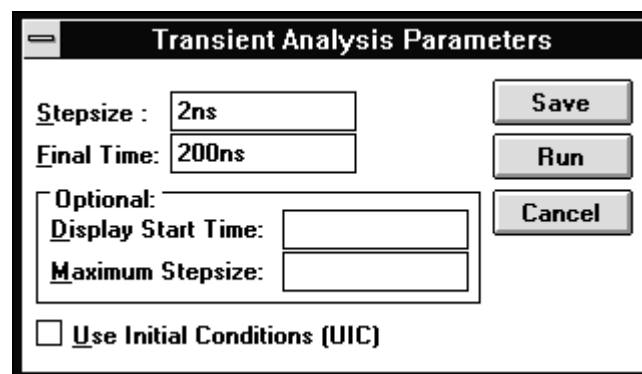 Transient Analysis Parameters
Stepsize : 2ns
Final Time: 200ns
Optional:
Display Start Time:
Maximum Stepsize:
Use Initial Conditions (UIC)
Save
Run
Cancel